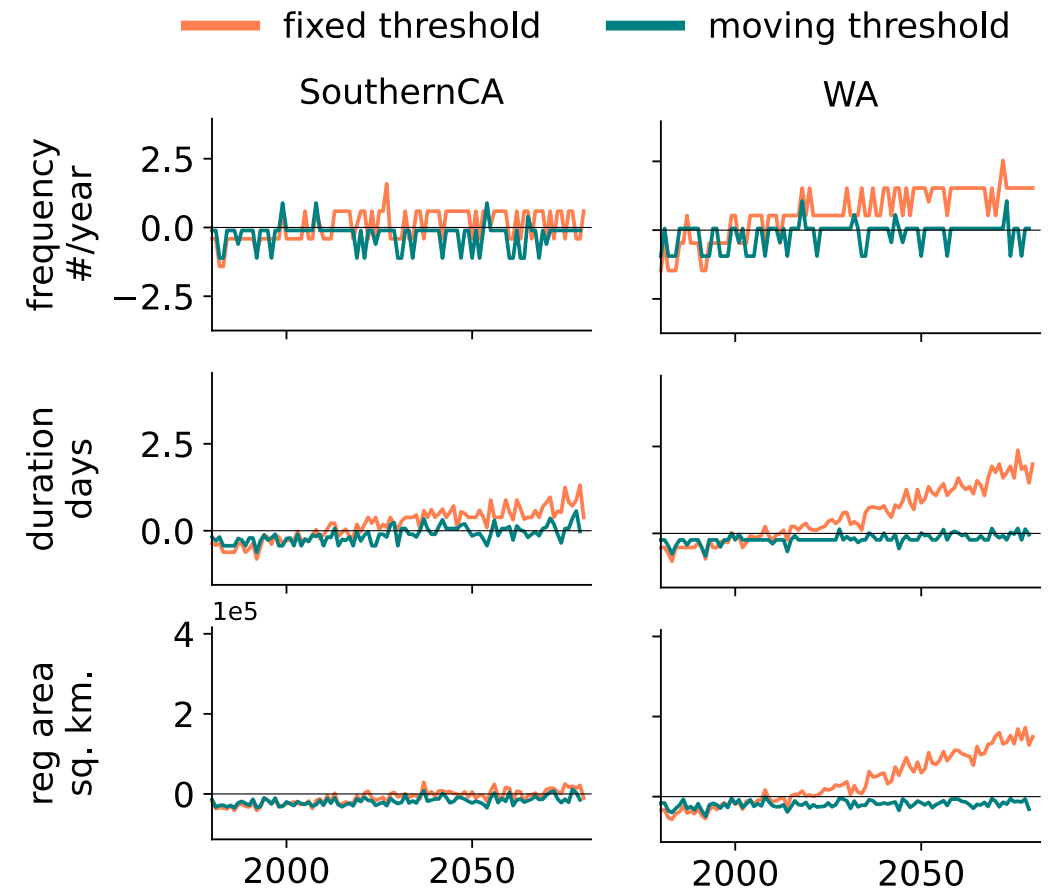 fixed threshold
moving threshold
SouthernCA
WA
frequency
#/year
2.5
0.0
−2.5
duration
days
2.5
0.0
1e5
reg area
sq. km.
4
2
0
2000
2050
2000
2050